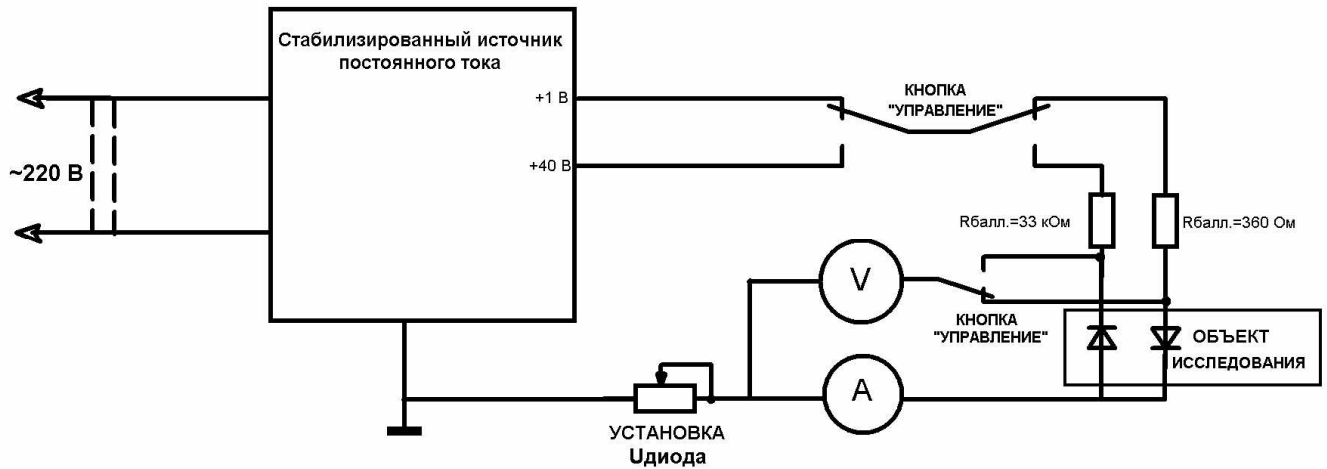 Стабилизированный источник
постоянного тока
+1 В
КНОПКА
"УПРАВЛЕНИЕ"
~220 В
+40 В
Rбалл.=33 кОм
Rбалл.=360 Ом
V
КНОПКА
"УПРАВЛЕНИЕ"
ОБЪЕКТ
ИССЛЕДОВАНИЯ
A
УСТАНОВКА
Uдиода